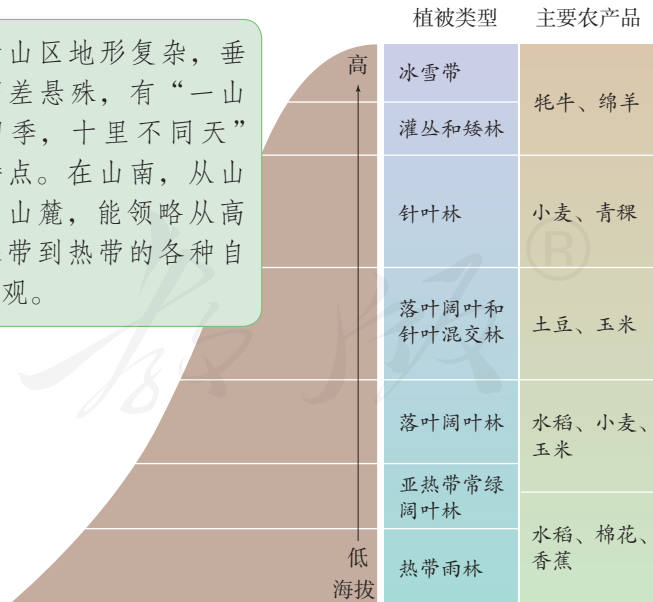 植被类型
主要农产品
山区地形复杂，垂
差悬殊，有“一山
季，十里不同天”
点。在山南，从山
山麓，能领略从高
带到热带的各种自
观。
高
低
海拔
冰雪带
灌丛和矮林
针叶林
落叶阔叶和
针叶混交林
落叶阔叶林
亚热带常绿
阔叶林
热带雨林
牦牛、绵羊
小麦、青稞
土豆、玉米
水稻、小麦、
玉米
水稻、棉花、
香蕉